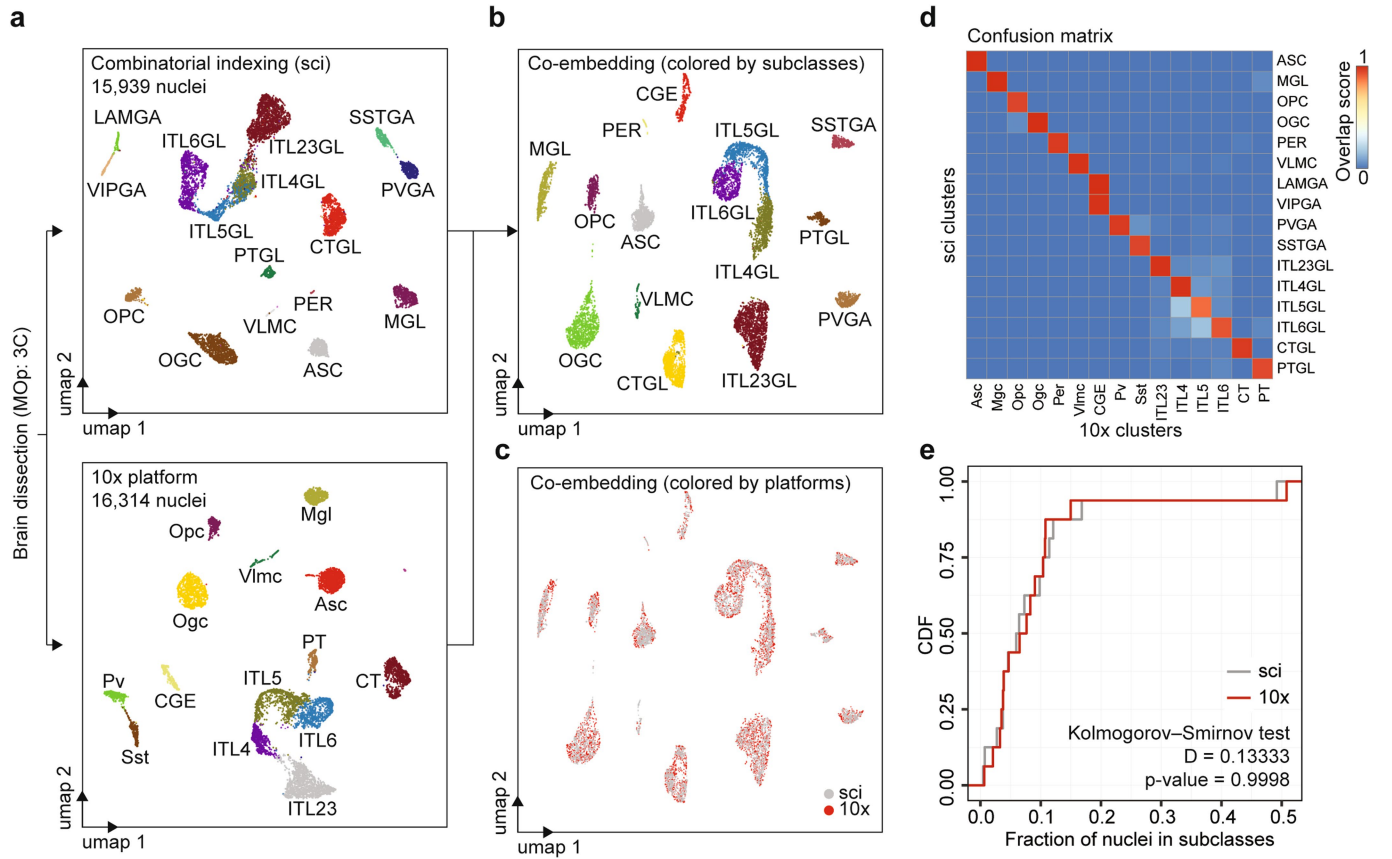 a
Combinatorial indexing (sci)
15,939 nuclei
LAMGA
SSTGA
ITL6GL
ITL23GL
ITL4GL
VIPGA
PVGA
ITL5GL
CTGL
PTGL
PER
OPC
VLMC
MGL
OGC
ASC
umap 2
umap 1
Brain dissection (MOp: 3C)
10x platform
16,314 nuclei
Mgl
Opc
Vlmc
Asc
Ogc
PT
Pv
CGE
ITL5
CT
Sst
ITL4
ITL6
ITL23
umap 2
umap 1
b
Co-embedding (colored by subclasses)
CGE
PER
ITL5GL
SSTGA
MGL
OPC
ITL6GL
ASC
PTGL
ITL4GL
VLMC
PVGA
OGC
CTGL
ITL23GL
umap 2
umap 1
c
Co-embedding (colored by platforms)
sci
10x
umap 2
umap 1
d
Confusion matrix
ASC
MGL
OPC
OGC
PER
VLMC
LAMGA
VIPGA
PVGA
SSTGA
ITL23GL
ITL4GL
ITL5GL
ITL6GL
CTGL
PTGL
sci clusters
Asc
Mgc
Opc
Ogc
Per
Vlmc
CGE
Pv
Sst
ITL23
ITL4
ITL5
ITL6
CT
PT
10x clusters
1
0
Overlap score
e
1.00
0.75
0.50
0.25
0.00
CDF
sci
10x
Kolmogorov–Smirnov test
D = 0.13333
p-value = 0.9998
0.0 0.1 0.2 0.3 0.4 0.5
Fraction of nuclei in subclasses